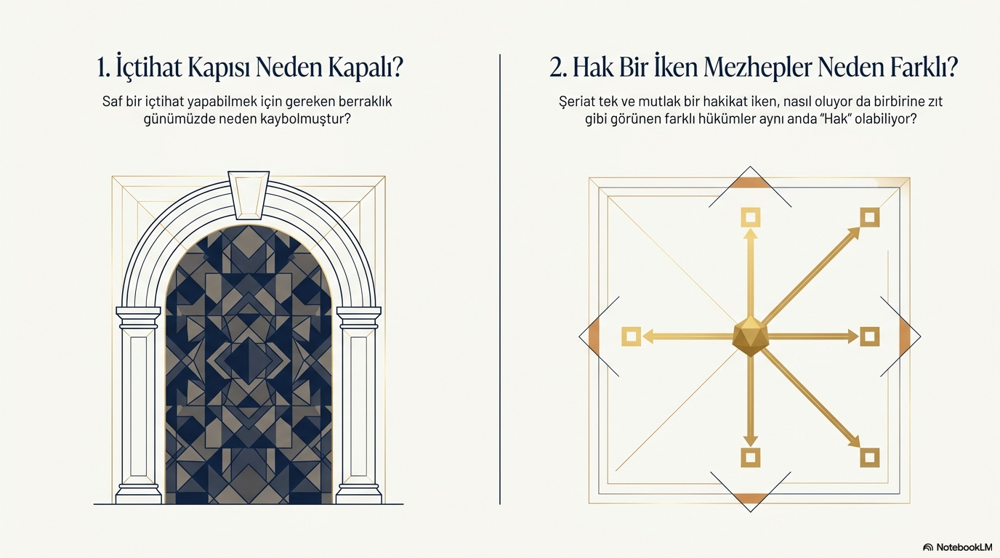 1. İçtihat Kapısı Neden Kapalı?
Saf bir içtihat yapabilmek için gereken berraklık
günümüzde neden kaybolmuştur?
2. Hak Bir İken Mezhepler Neden Farklı?
Şeriat tek ve mutlak bir hakikat iken, nasıl oluyor da birbirine zıt
gibi görünen farklı hükümler aynı anda "Hak" olabiliyor?
NotebookLM